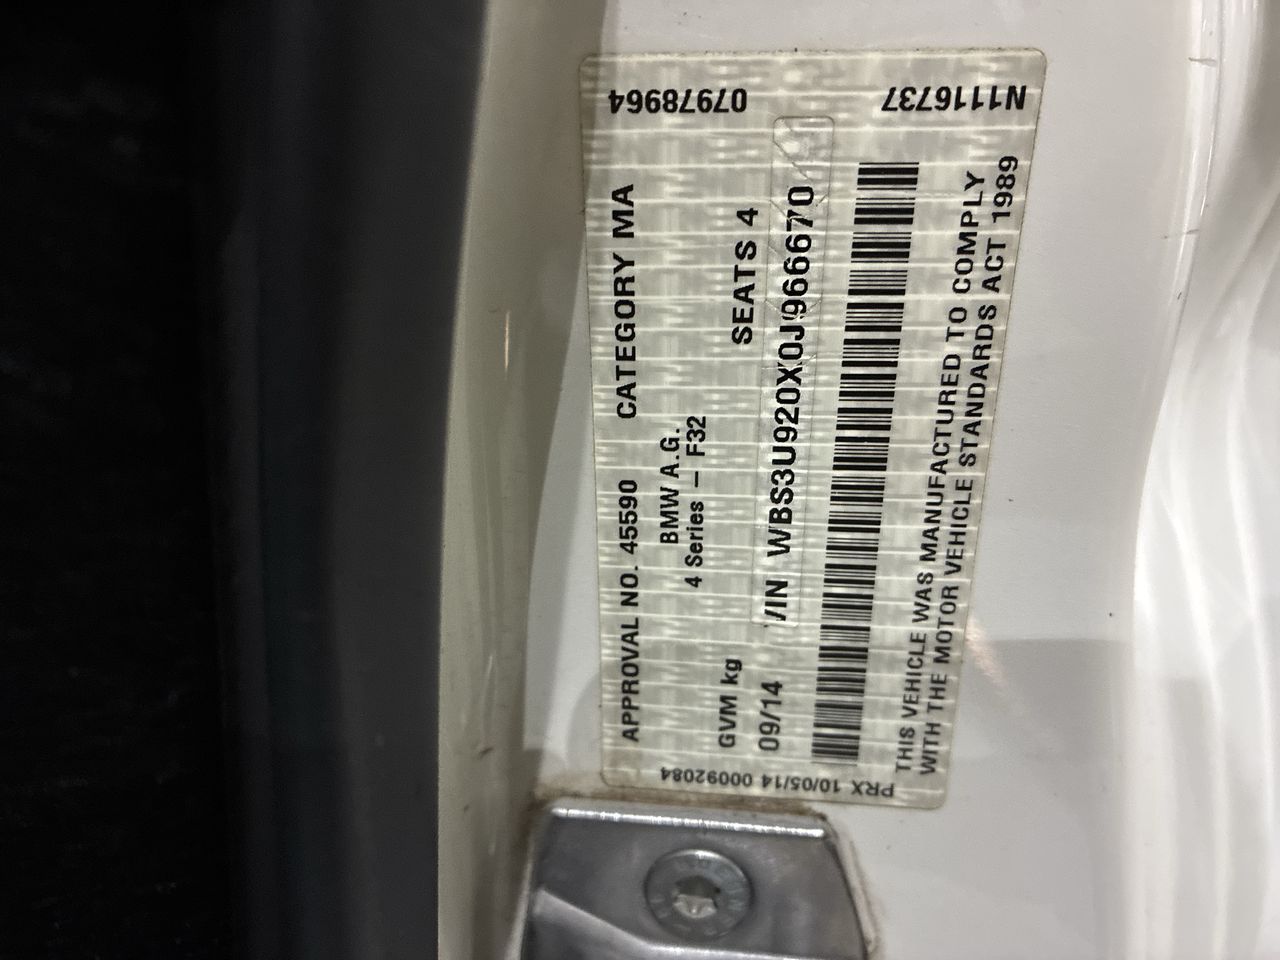 07978964
N1116737
APPROVAL NO. 45590 CATEGORY MA
BMW A.G.
4 Series – F32
GVM kg SEATS 4
09/14 VIN WBS3U920X0J966670
THIS VEHICLE WAS MANUFACTURED TO COMPLY
WITH THE MOTOR VEHICLE STANDARDS ACT 1989
PRX 10/05/14 00092084